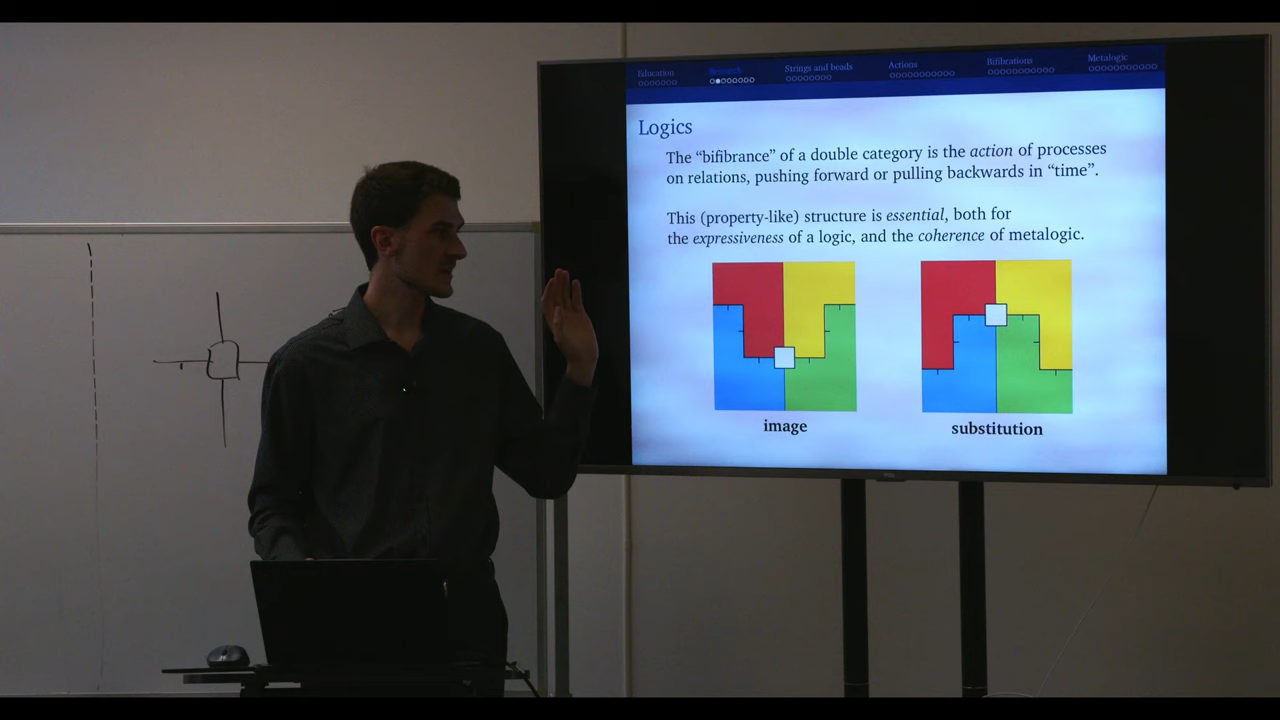 Education Research Strings and beads Actions Bifibrations Metalogic
Logics
The “bifibrance” of a double category is the action of processes
on relations, pushing forward or pulling backwards in “time”.
This (property-like) structure is essential, both for
the expressiveness of a logic, and the coherence of metalogic.
image substitution